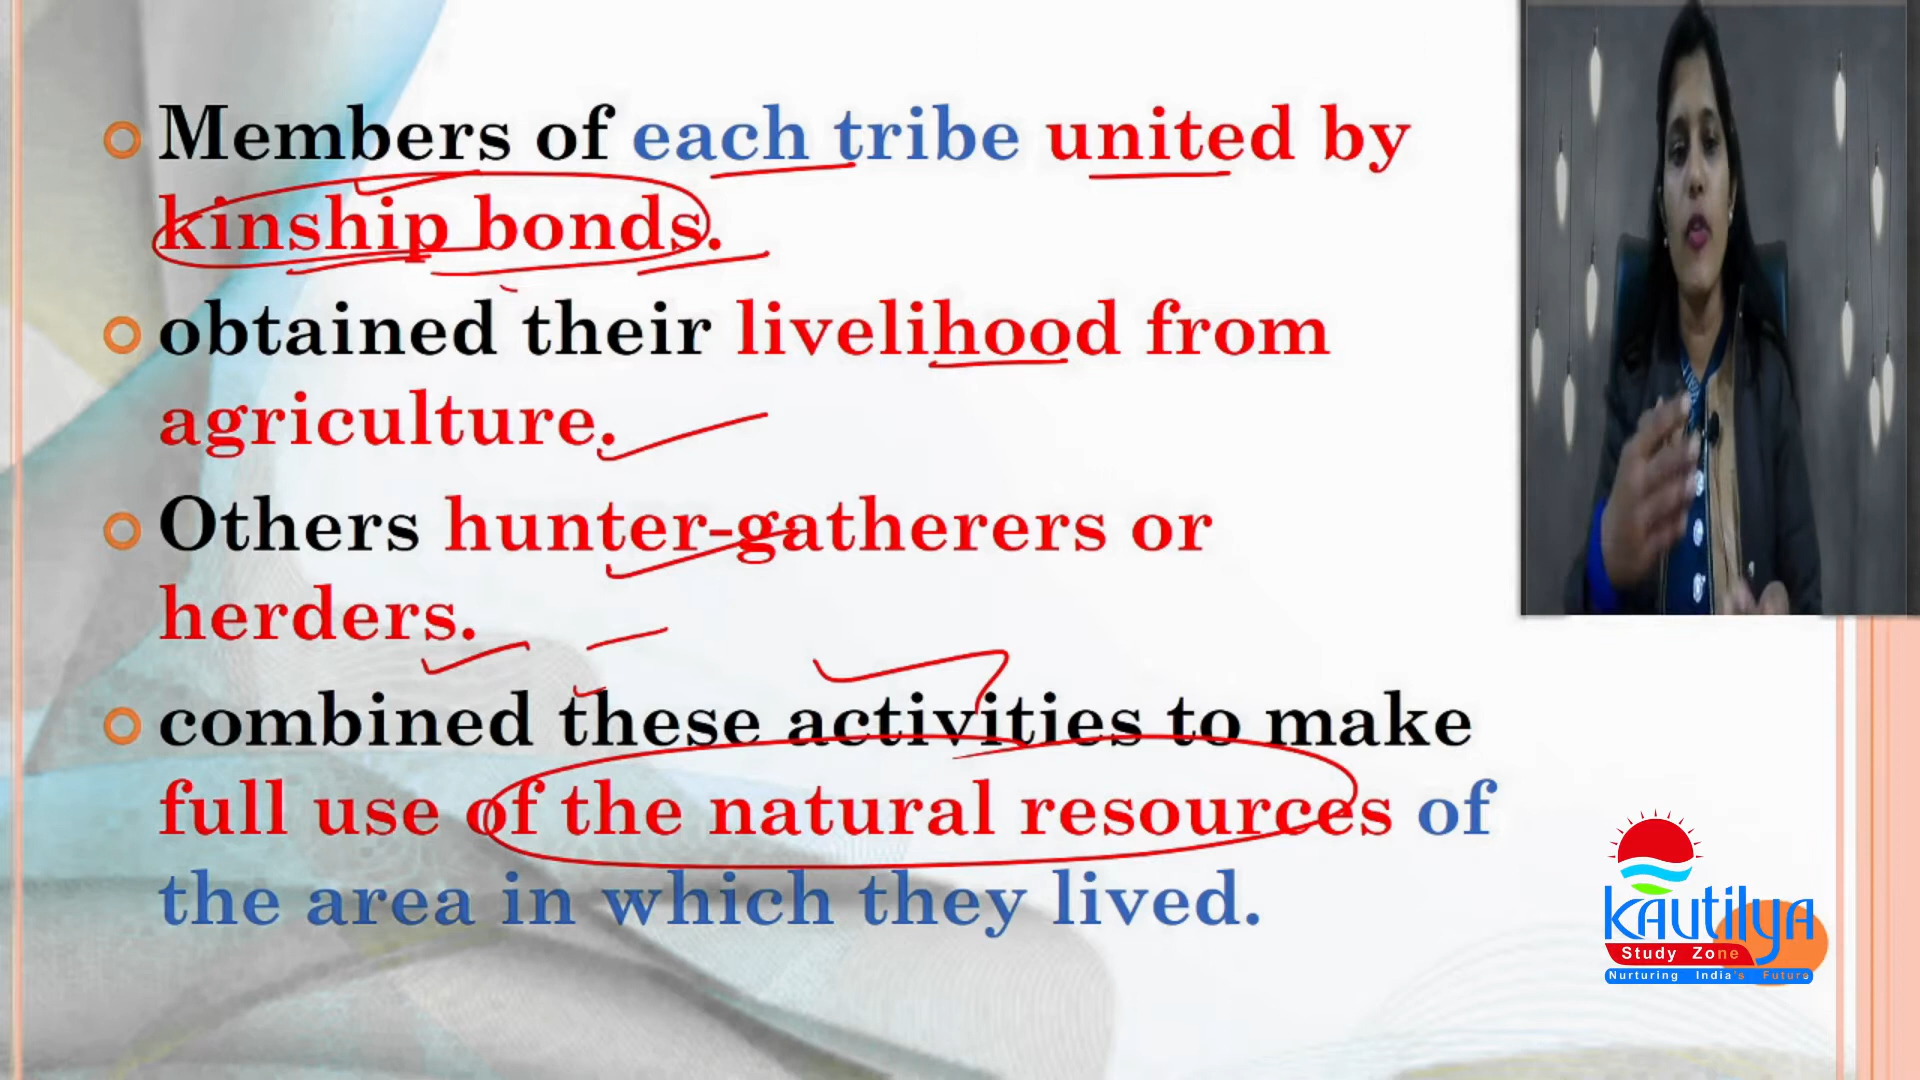 Members of each tribe united by
kinship bonds.
obtained their livelihood from
agriculture.
Others hunter-gatherers or
herders.
combined these activities to make
full use of the natural resources of
the area in which they lived.
Kautilya
Study Zone
Nurturing India's Future